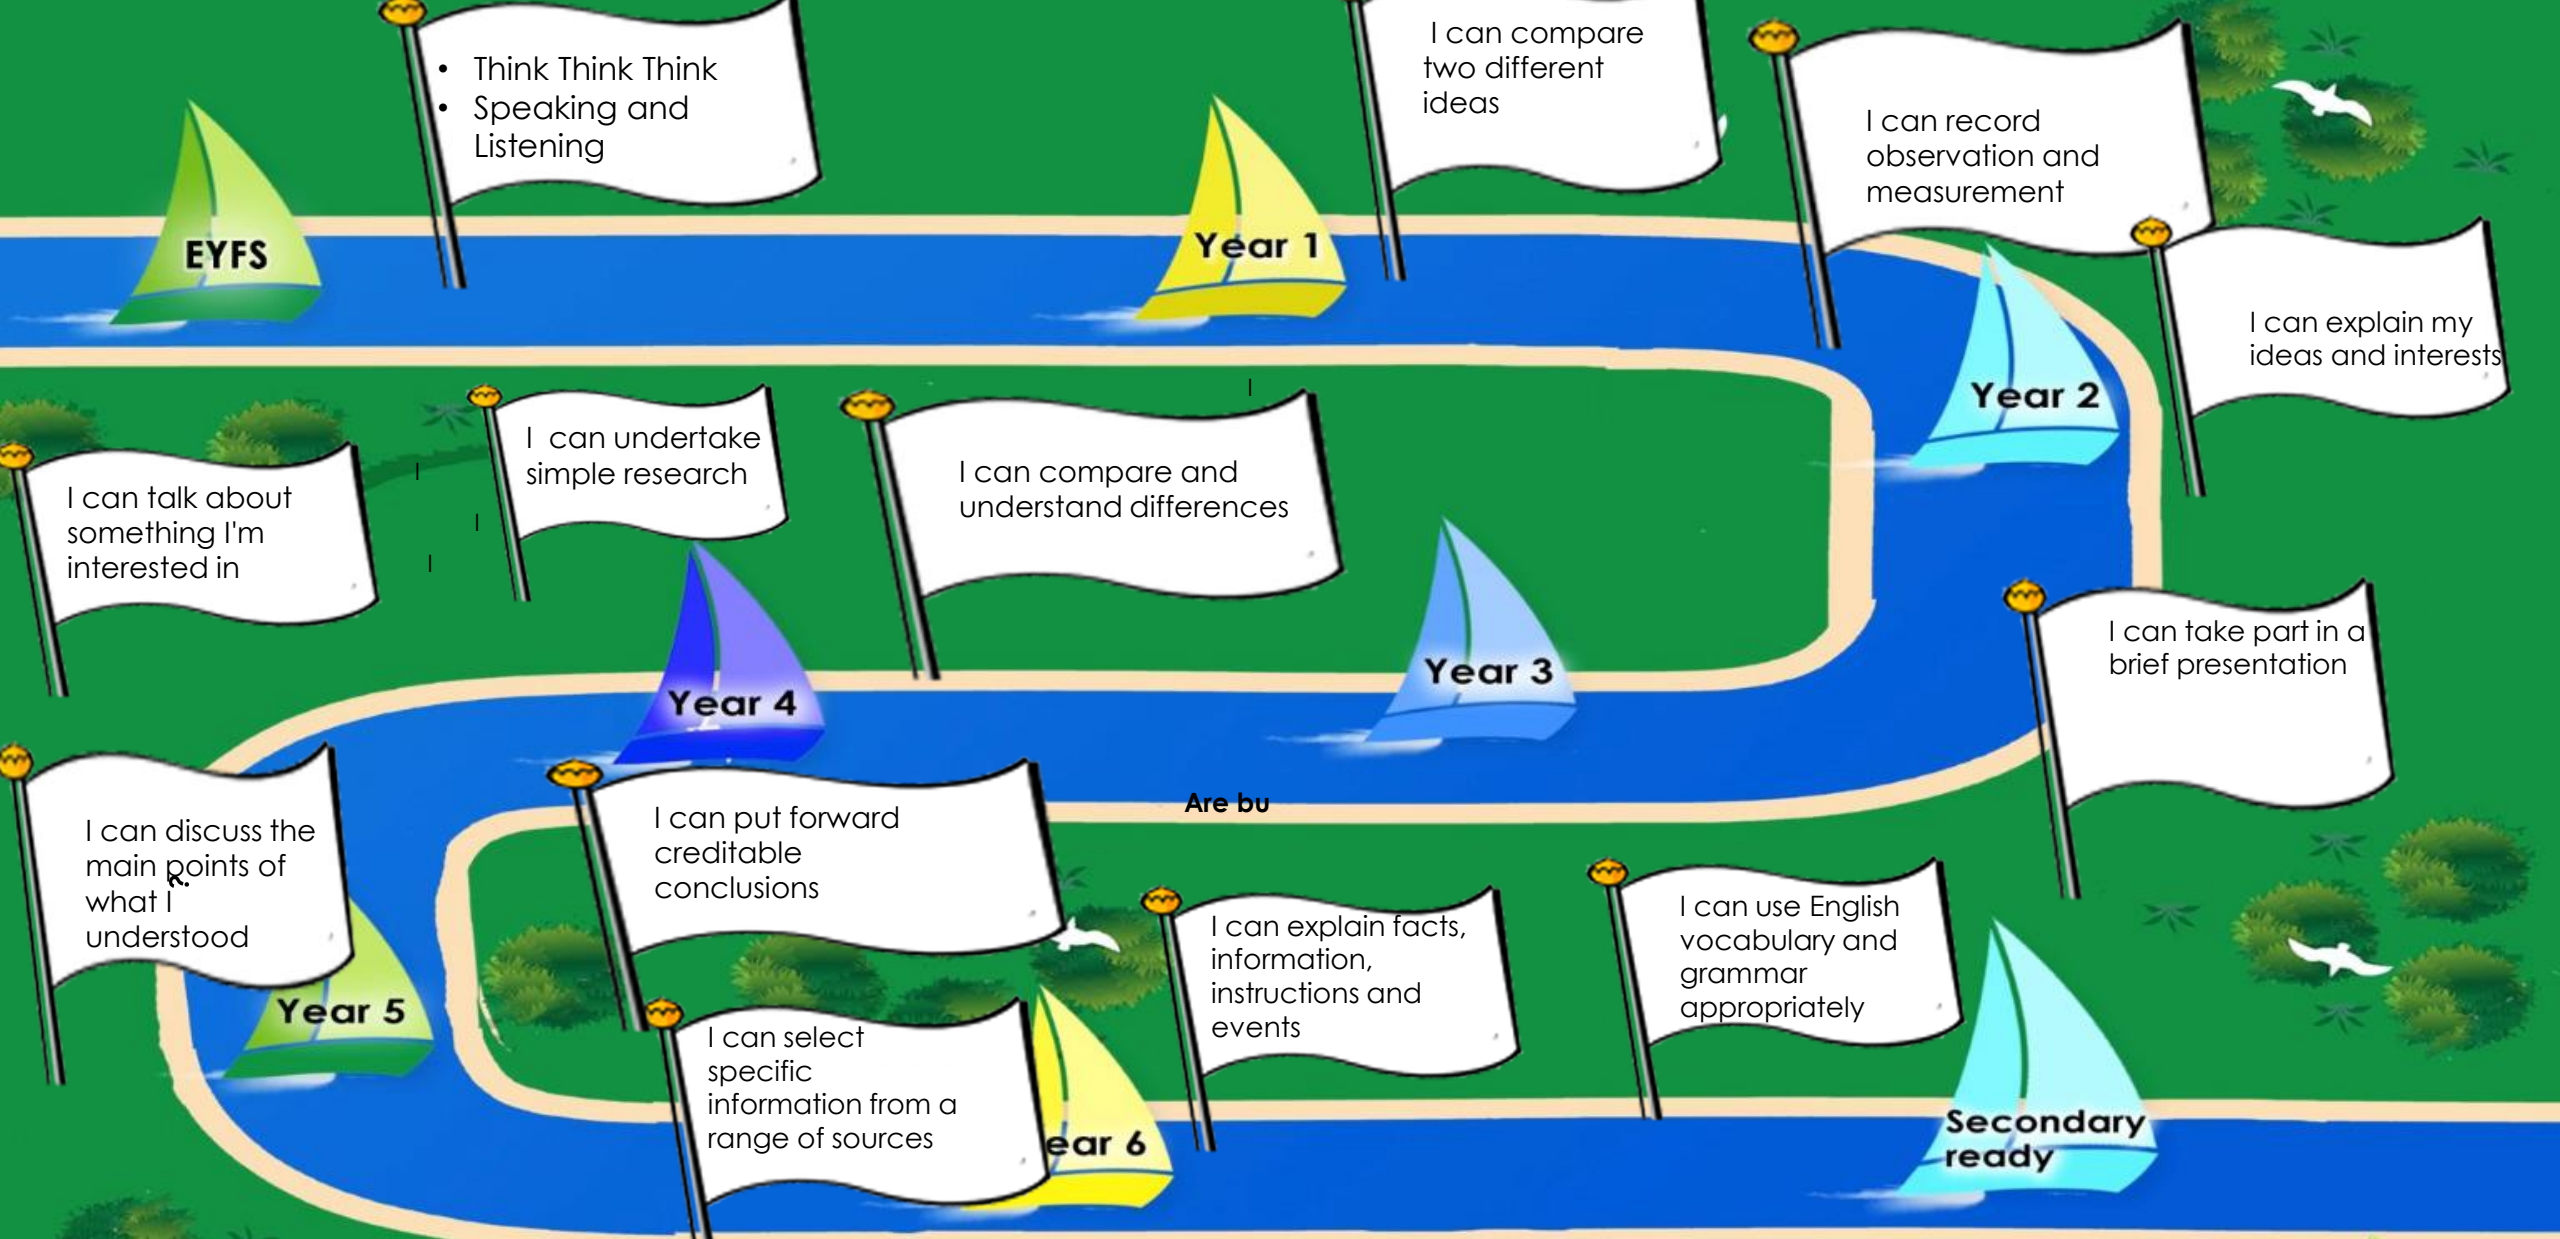 • Think Think Think
• Speaking and
Listening
EYFS
Year 1
I can compare
two different
ideas
I can record
observation and
measurement
Year 2
I can explain my
ideas and interests
I can take part in a
brief presentation
Year 3
I can compare and
understand differences
I can undertake
simple research
Year 4
I can talk about
something I'm
interested in
I can discuss the
main points of
what I
understood
Year 5
Are bu
I can put forward
creditable
conclusions
I can select
specific
information from a
range of sources
ear 6
I can explain facts,
information,
instructions and
events
I can use English
vocabulary and
grammar
appropriately
Secondary
ready